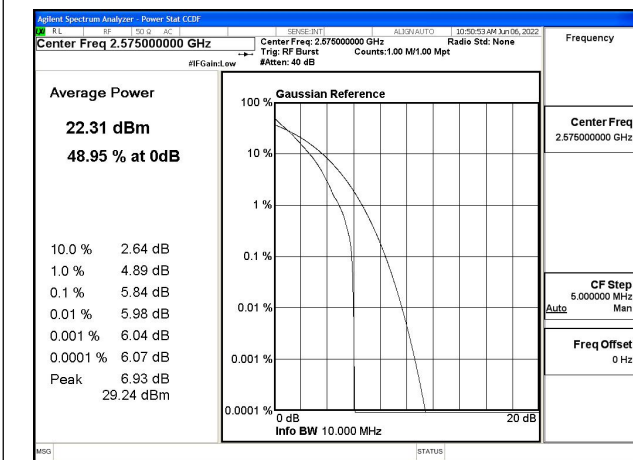 Agilent Spectrum Analyzer - Power Stat CCDF
RL RF 50 Ω AC SENSE:INT ALIGN AUTO 10:50:53 AM Jun 06, 2022
Center Freq 2.575000000 GHz
Center Freq: 2.575000000 GHz Radio Std: None
Trig: RF Burst Counts:1.00 M/1.00 Mpt
#IFGain:Low #Atten: 40 dB
Frequency
Average Power
22.31 dBm
48.95 % at 0dB
10.0 % 2.64 dB
1.0 % 4.89 dB
0.1 % 5.84 dB
0.01 % 5.98 dB
0.001 % 6.04 dB
0.0001 % 6.07 dB
Peak 6.93 dB
29.24 dBm
Gaussian Reference
100 %
10 %
1 %
0.1 %
0.01 %
0.001 %
0.0001 %
0 dB 20 dB
Info BW 10.000 MHz
Center Freq
2.575000000 GHz
CF Step
5.000000 MHz
Auto Man
Freq Offset
0 Hz
MSG STATUS